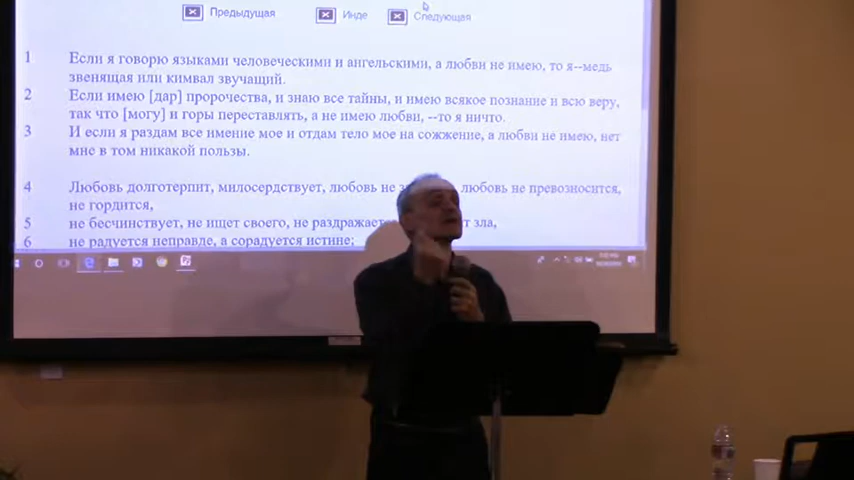 Предыдущая Инде Следующая
1 Если я говорю языками человеческими и ангельскими, а любви не имею, то я--медь
звенящая или кимвал звучащий.
2 Если имею [дар] пророчества, и знаю все тайны, и имею всякое познание и всю веру,
так что [могу] и горы переставлять, а не имею любви, --то я ничто.
3 И если я раздам все имение мое и отдам тело мое на сожжение, а любви не имею, нет
мне в том никакой пользы.
4 Любовь долготерпит, милосердствует, любовь не любовь не превозносится,
не гордится,
5 не бесчинствует, не ищет своего, не раздражает зла,
6 не радуется неправде, а сорадуется истине;